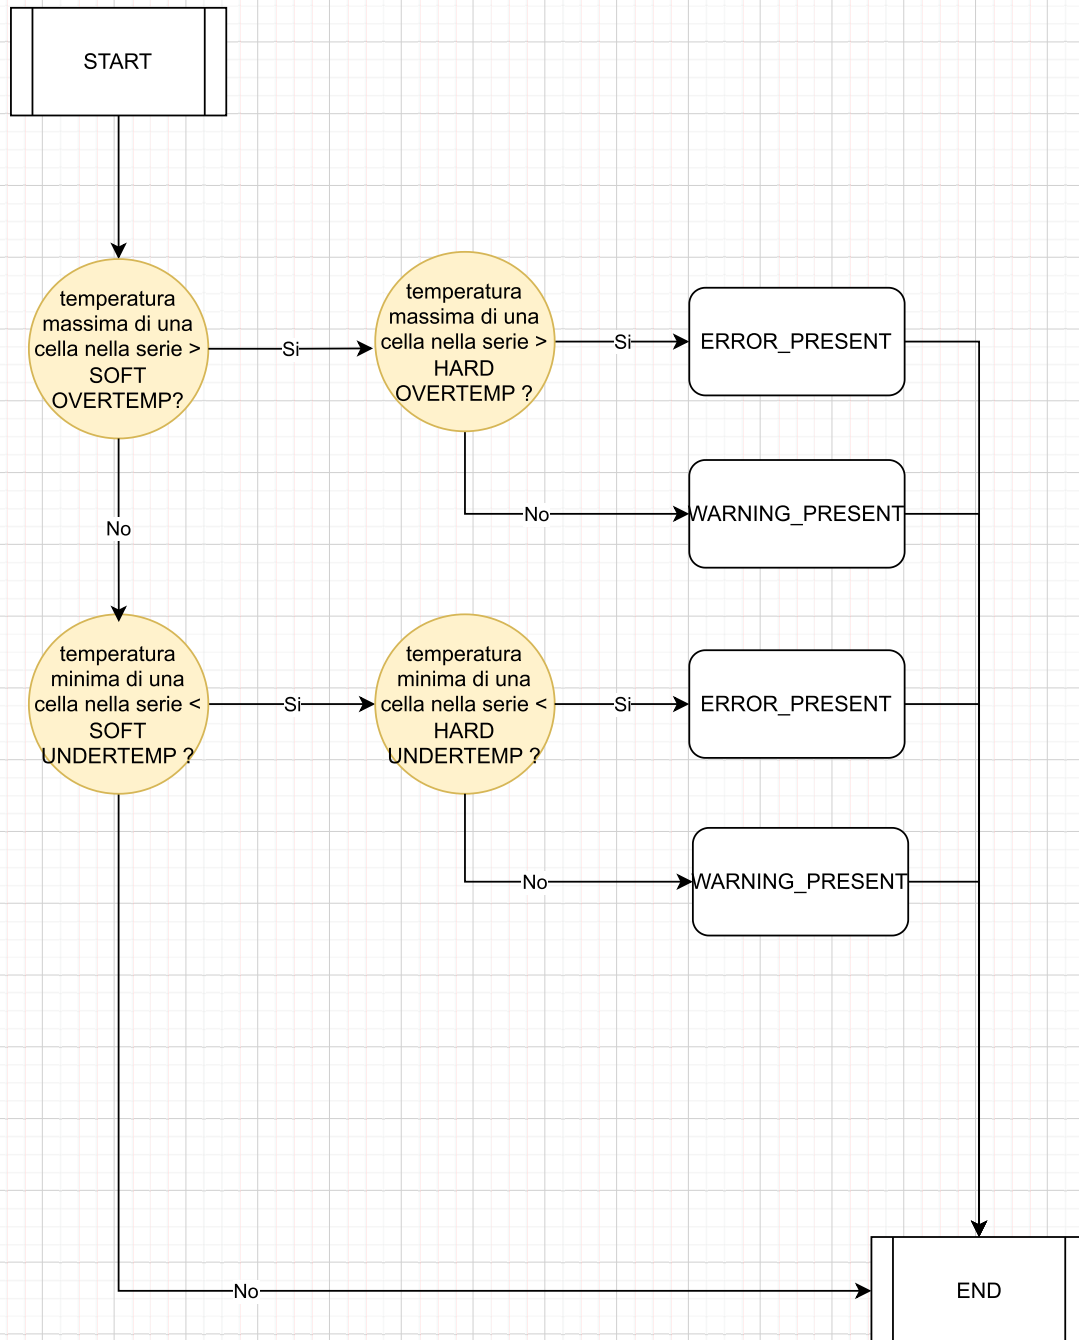 START
temperatura
massima di una
cella nella serie >
SOFT
OVERTEMP?
Si
temperatura
massima di una
cella nella serie >
HARD
OVERTEMP ?
Si
ERROR_PRESENT
No
WARNING_PRESENT
No
temperatura
minima di una
cella nella serie <
SOFT
UNDERTEMP ?
Si
temperatura
minima di una
cella nella serie <
HARD
UNDERTEMP ?
Si
ERROR_PRESENT
No
WARNING_PRESENT
No
END